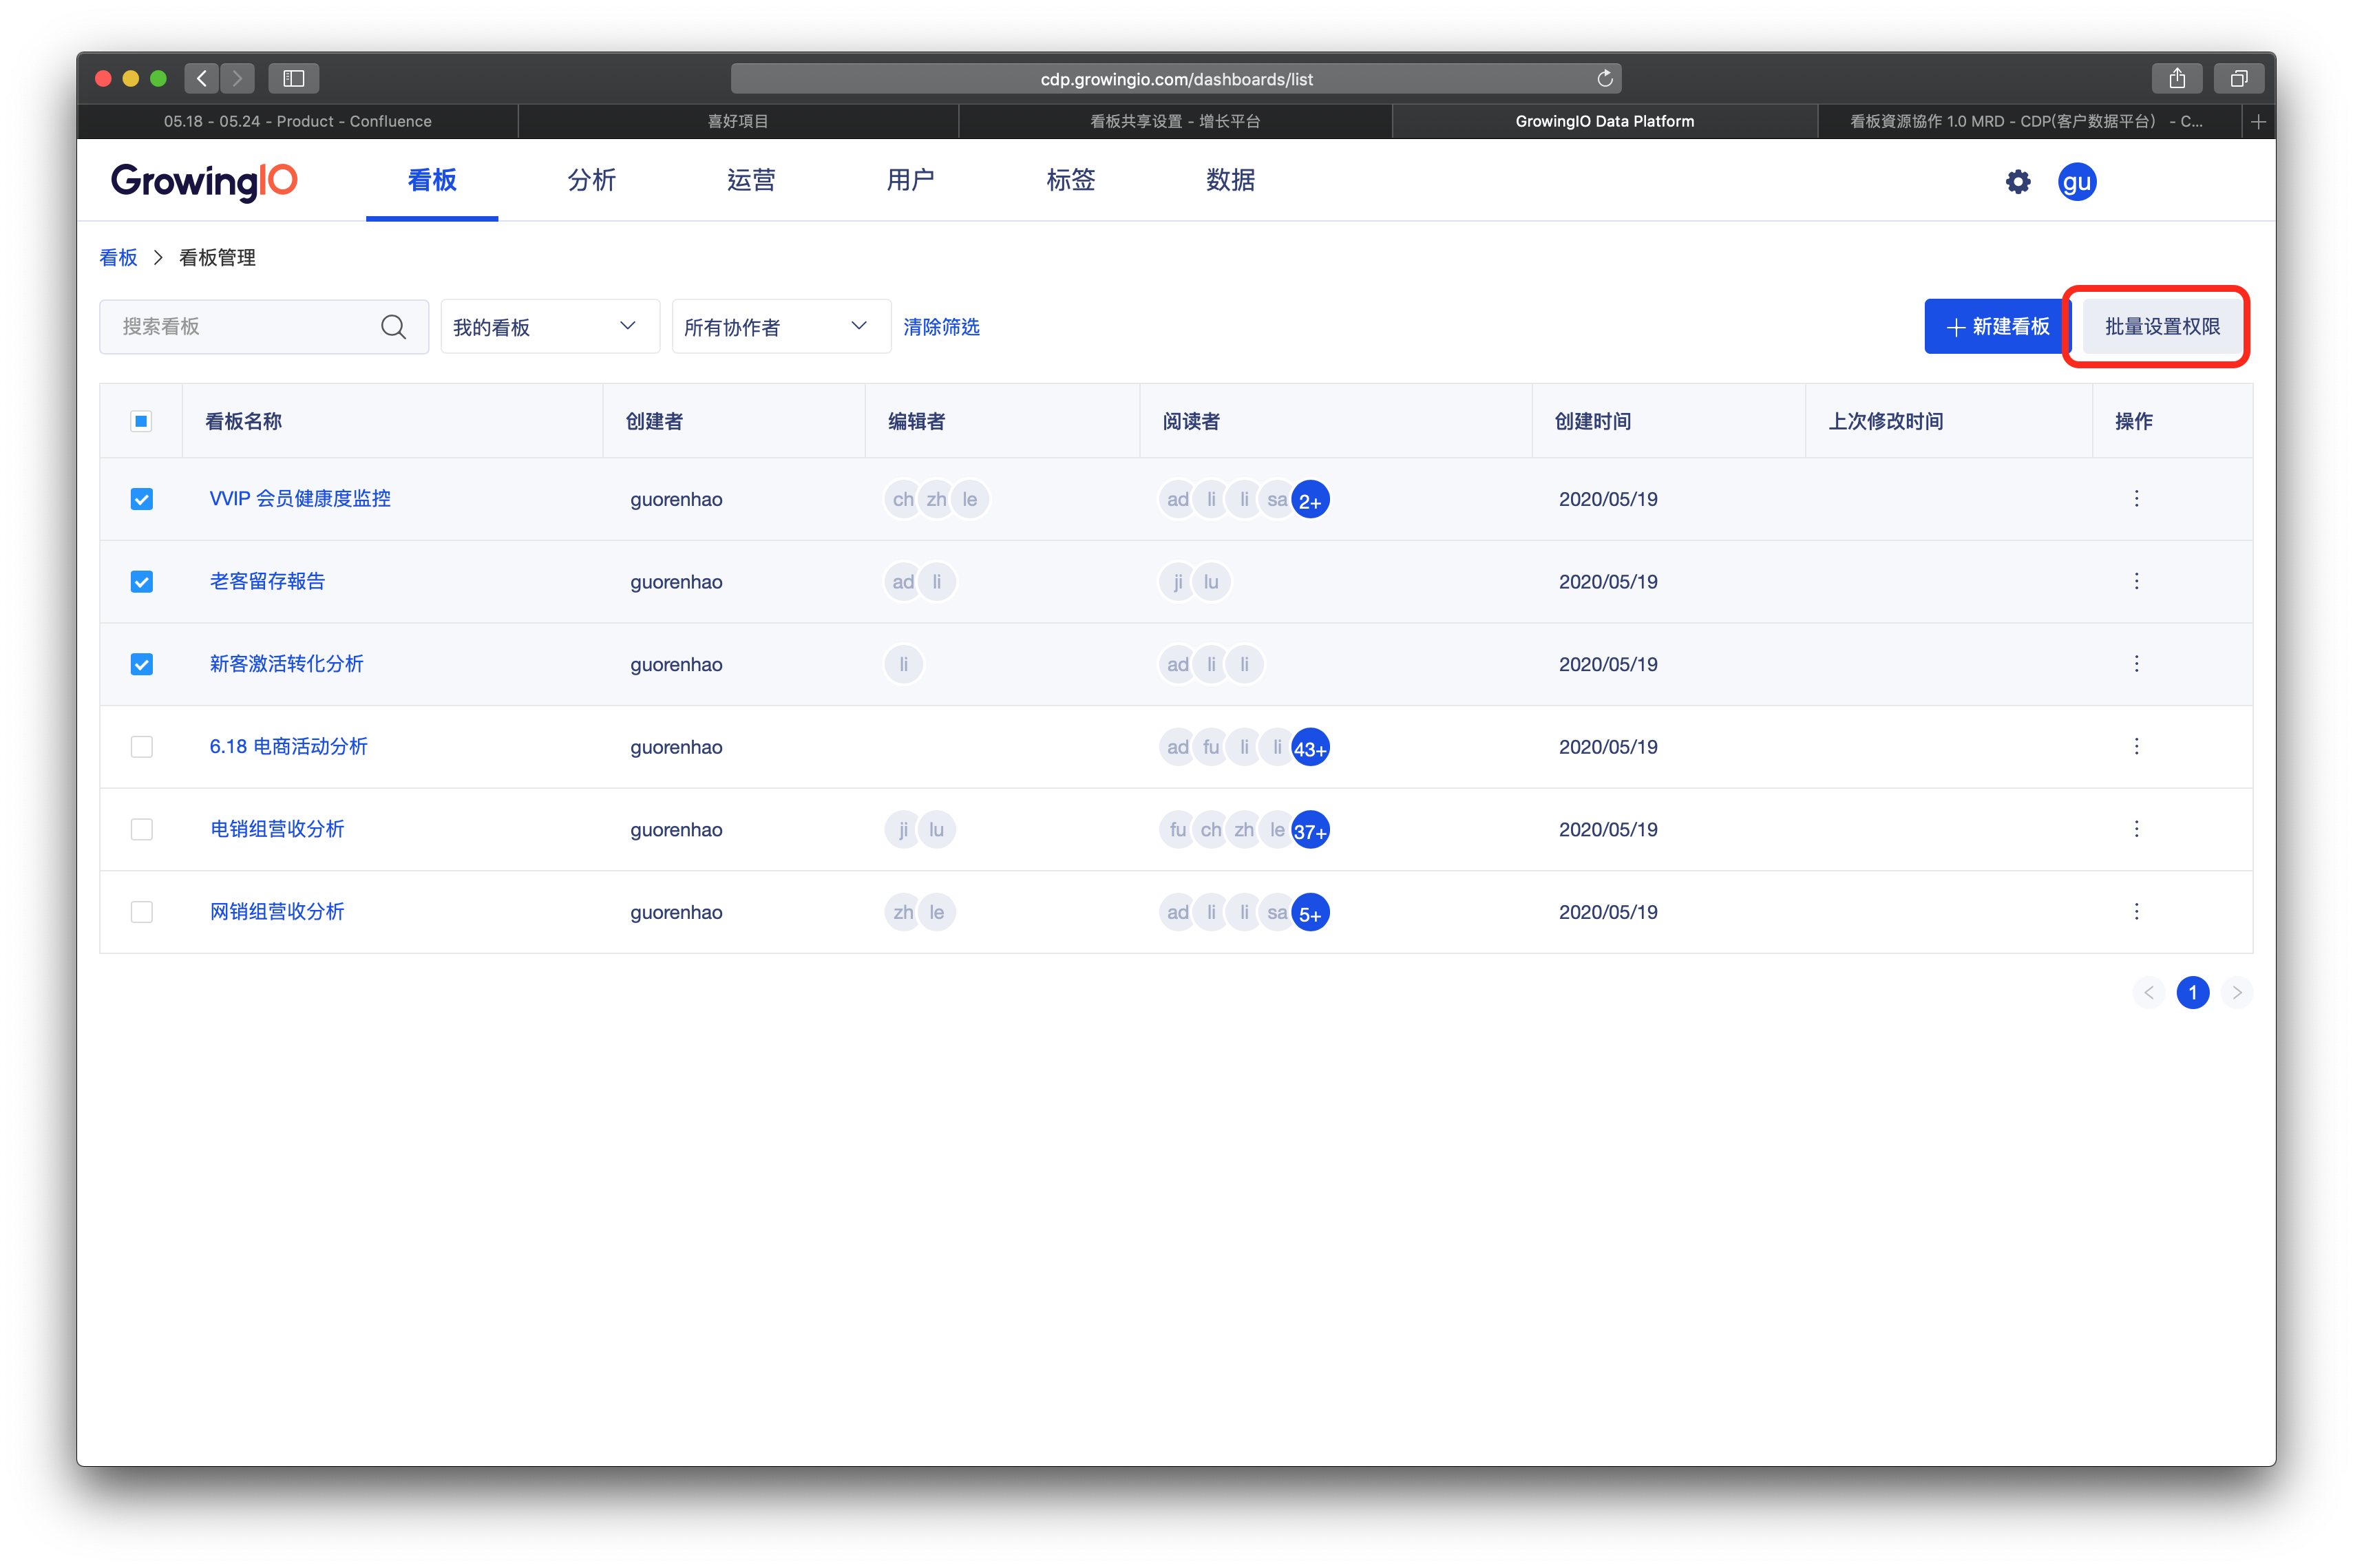 cdp.growingio.com/dashboards/list
05.18 - 05.24 - Product - Confluence 喜好項目 看板共享设置 - 增长平台 GrowingIO Data Platform 看板資源協作 1.0 MRD - CDP(客户数据平台) - C...
GrowingIO 看板 分析 运营 用户 标签 数据 gu
看板 > 看板管理
搜索看板 我的看板 所有协作者 清除筛选 + 新建看板 批量设置权限
看板名称 创建者 编辑者 阅读者 创建时间 上次修改时间 操作
VVIP 会员健康度监控 guorenhao ch zh le ad li li sa 2+ 2020/05/19
老客留存報告 guorenhao ad li ji lu 2020/05/19
新客激活转化分析 guorenhao li ad li li 2020/05/19
6.18 电商活动分析 guorenhao ad fu li li 43+ 2020/05/19
电销组营收分析 guorenhao ji lu fu ch zh le 37+ 2020/05/19
网销组营收分析 guorenhao zh le ad li li sa 5+ 2020/05/19
< 1 >